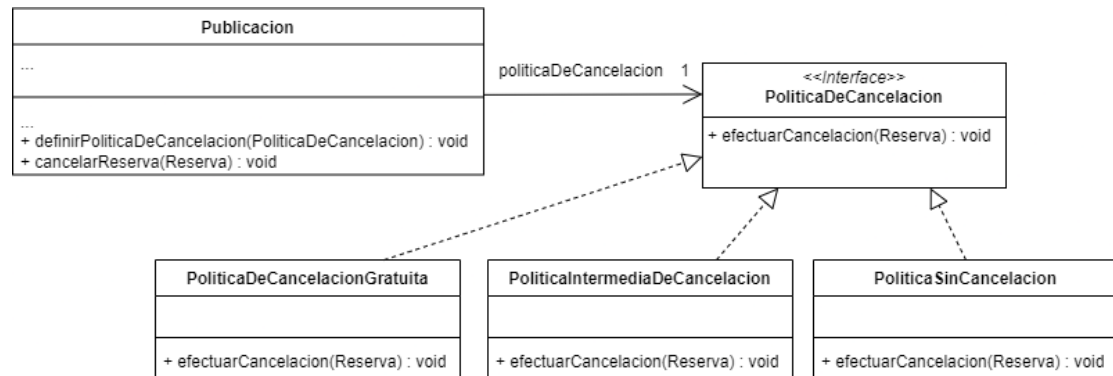 Publicacion
...
...
+ definirPoliticaDeCancelacion(PoliticaDeCancelacion) : void
+ cancelarReserva(Reserva) : void
politicaDeCancelacion 1
<<Interface>>
PoliticaDeCancelacion
+ efectuarCancelacion(Reserva) : void
PoliticaDeCancelacionGratuita
+ efectuarCancelacion(Reserva) : void
PoliticaIntermediaDeCancelacion
+ efectuarCancelacion(Reserva) : void
PoliticaSinCancelacion
+ efectuarCancelacion(Reserva) : void